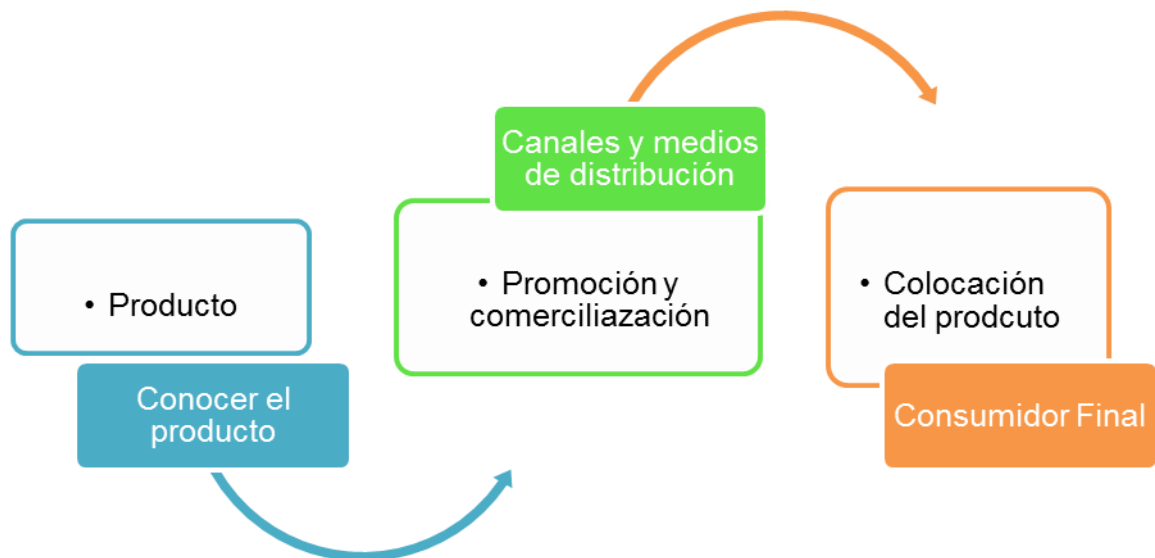 • Producto
Conocer el
producto
Canales y medios
de distribución
• Promoción y
comerciliazación
• Colocación
del prodcuto
Consumidor Final